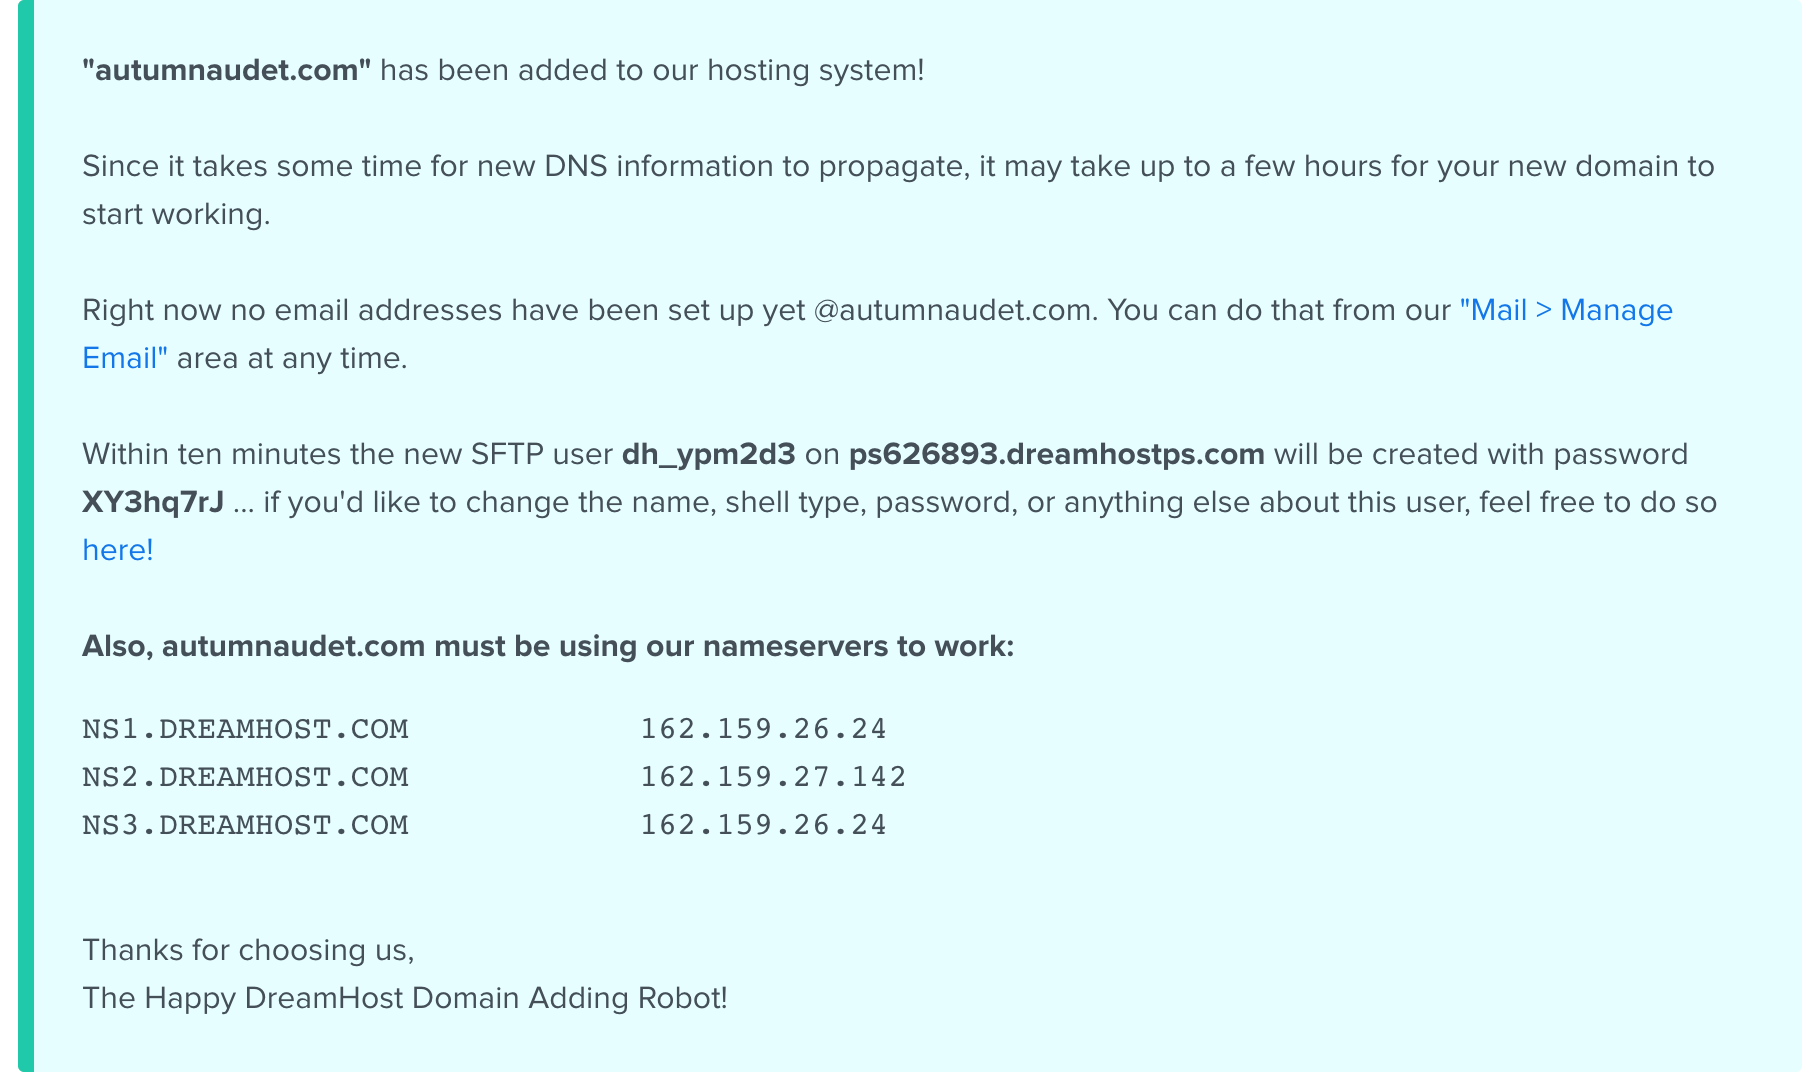 "autumnaudet.com" has been added to our hosting system!
Since it takes some time for new DNS information to propagate, it may take up to a few hours for your new domain to
start working.
Right now no email addresses have been set up yet @autumnaudet.com. You can do that from our "Mail > Manage
Email" area at any time.
Within ten minutes the new SFTP user dh_ypm2d3 on ps626893.dreamhostps.com will be created with password
XY3hq7rJ ... if you'd like to change the name, shell type, password, or anything else about this user, feel free to do so
here!
Also, autumnaudet.com must be using our nameservers to work:
NS1.DREAMHOST.COM 162.159.26.24
NS2.DREAMHOST.COM 162.159.27.142
NS3.DREAMHOST.COM 162.159.26.24
Thanks for choosing us,
The Happy DreamHost Domain Adding Robot!